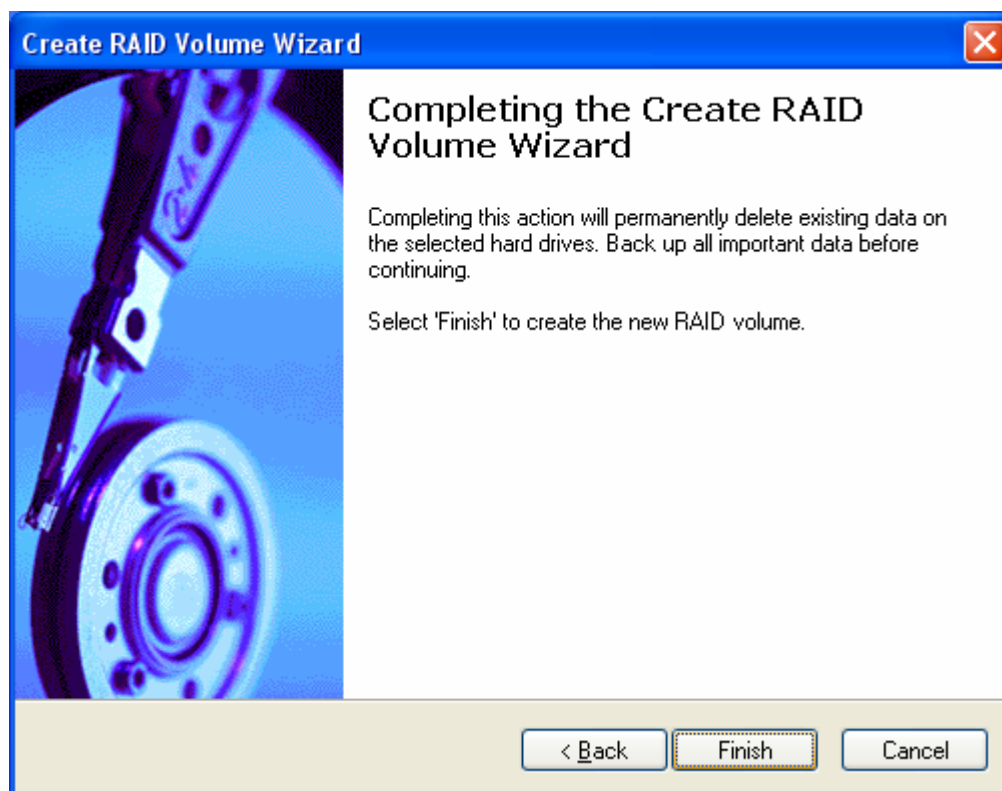 Create RAID Volume Wizard
Completing the Create RAID
Volume Wizard
Completing this action will permanently delete existing data on
the selected hard drives. Back up all important data before
continuing.
Select 'Finish' to create the new RAID volume.
< Back
Finish
Cancel